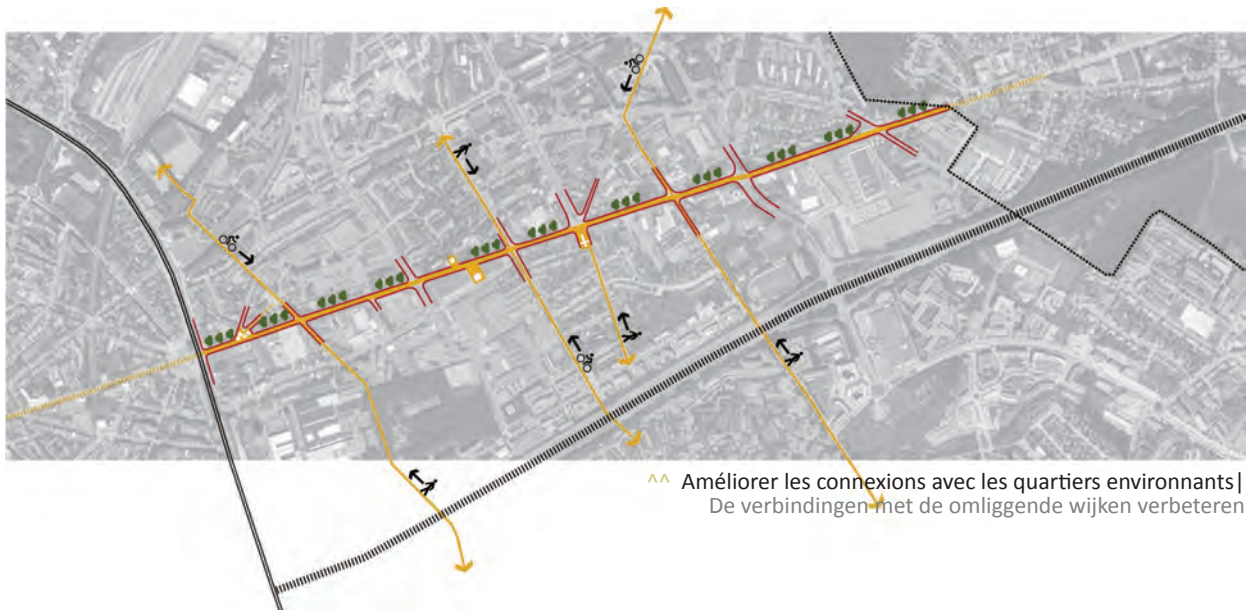 ^^ Améliorer les connexions avec les quartiers environnants|
De verbindingen met de omliggende wijken verbeteren